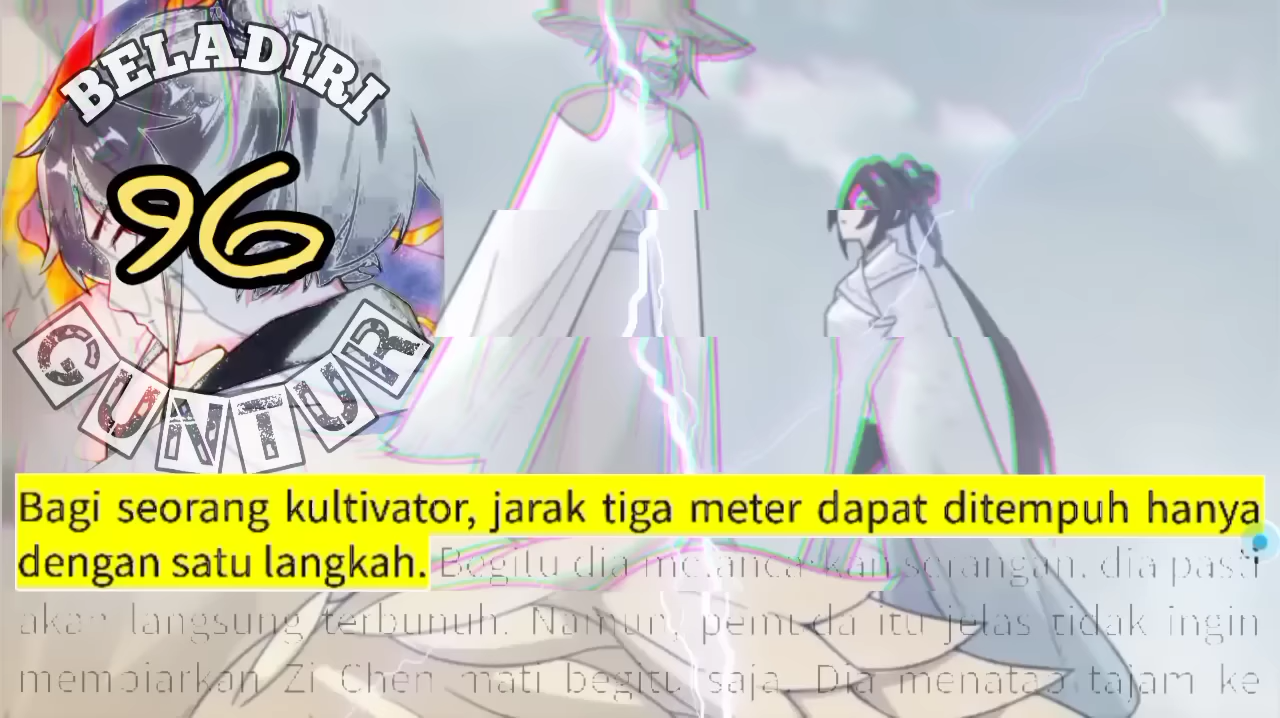 BELADIRI
96
GUNTUR
Bagi seorang kultivator, jarak tiga meter dapat ditempuh hanya
dengan satu langkah. Begitu dia melancarkan serangan, dia pasti
akan langsung terbunuh. Namun, pemuda itu jelas tidak ingin
membiarkan Zi Chen mati begitu saja. Dia menatap tajam ke